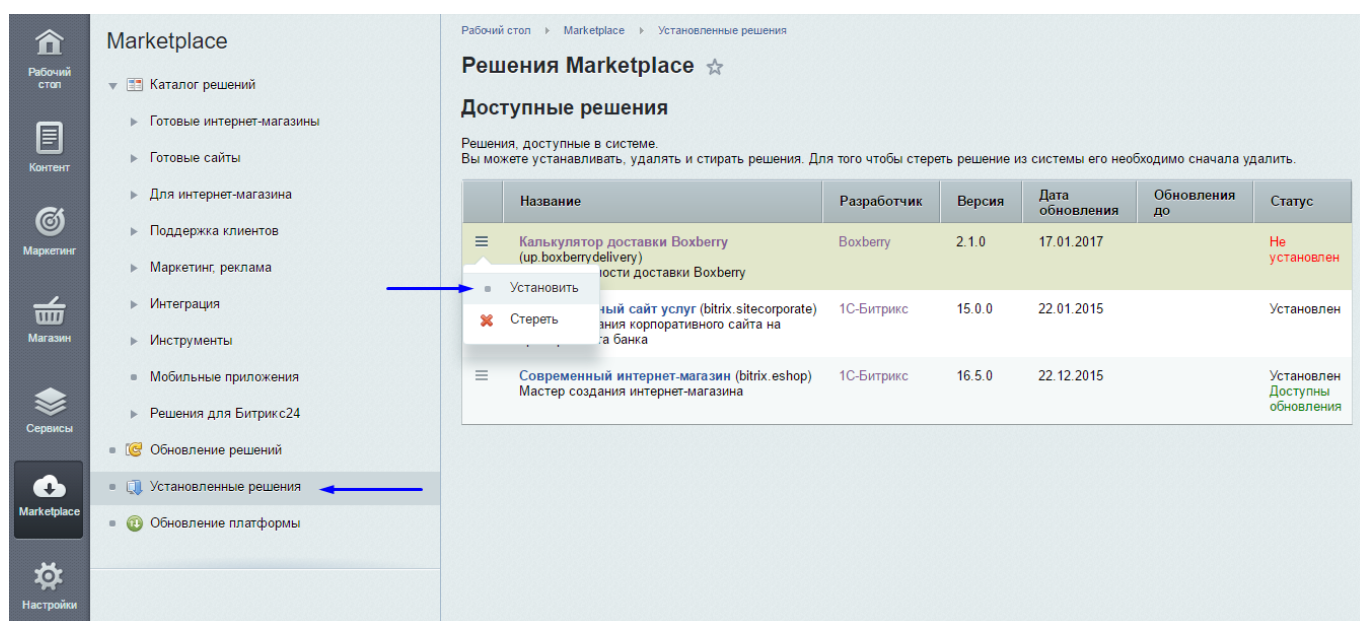 Рабочий
стол
Контент
Маркетинг
Магазин
Сервисы
Marketplace
Настройки
Marketplace
Каталог решений
Готовые интернет-магазины
Готовые сайты
Для интернет-магазина
Поддержка клиентов
Маркетинг, реклама
Интеграция
Инструменты
Мобильные приложения
Решения для Битрикс24
Обновление решений
Установленные решения
Обновление платформы
Рабочий стол Marketplace Установленные решения
Решения Marketplace
Доступные решения
Решения, доступные в системе.
Вы можете устанавливать, удалять и стирать решения. Для того чтобы стереть решение из системы его необходимо сначала удалить.
Название Разработчик Версия Дата обновления Обновления до Статус
Калькулятор доставки Boxberry Boxberry 2.1.0 17.01.2017 Не установлен
(up.boxberrydelivery)
доставки Boxberry
Установить
Стереть
сайт услуг (bitrix.sitecorporate) 1С-Битрикс 15.0.0 22.01.2015 Установлен
корпоративного сайта на
банка
Современный интернет-магазин (bitrix.eshop) 1С-Битрикс 16.5.0 22.12.2015 Установлен
Мастер создания интернет-магазина Доступны
обновления